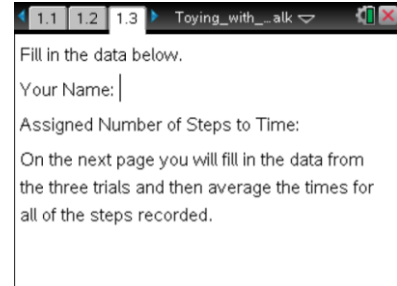 1.1 1.2 1.3 Toying_with_...alk
Fill in the data below.
Your Name:
Assigned Number of Steps to Time:
On the next page you will fill in the data from
the three trials and then average the times for
all of the steps recorded.